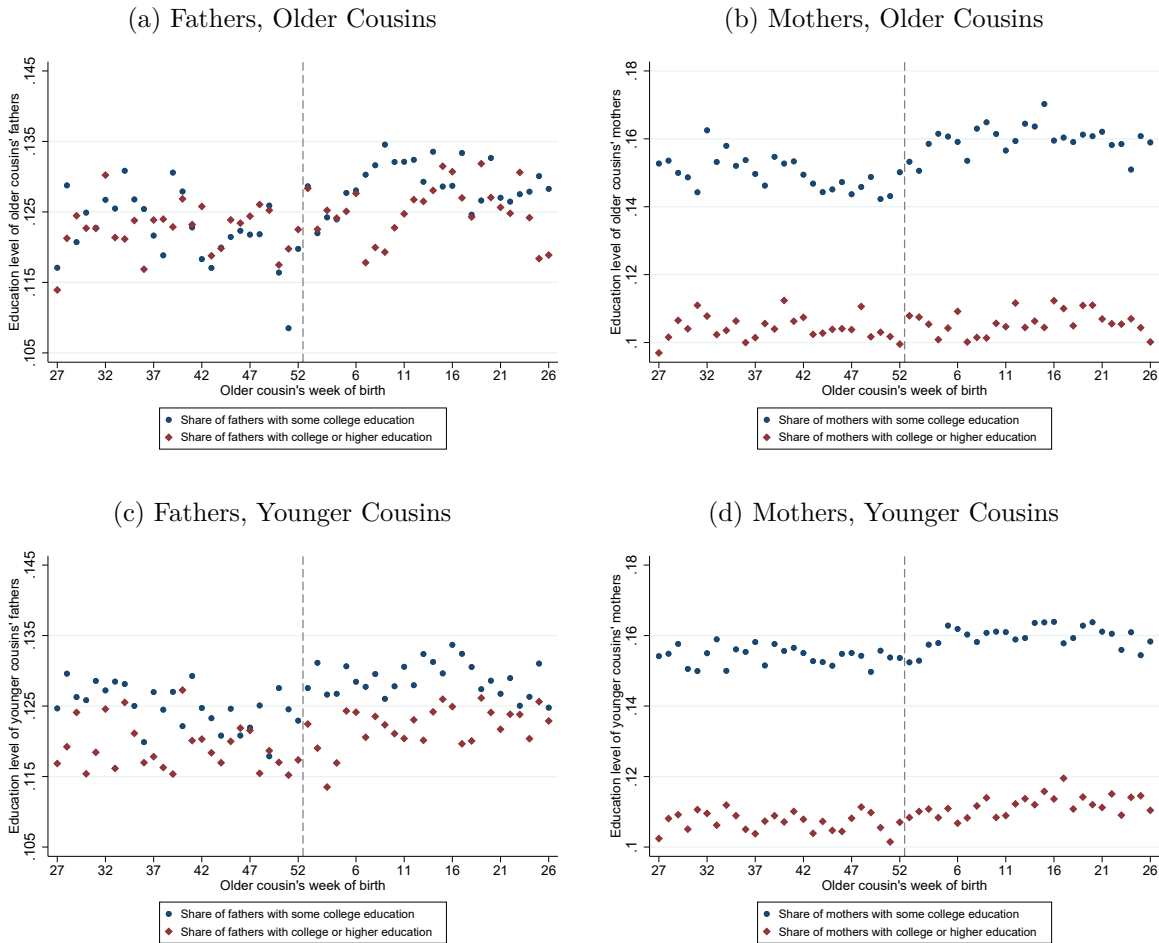 (a) Fathers, Older Cousins
Education level of older cousins' fathers
.145
.135
.125
.115
.105
27 32 37 42 47 52 6 11 16 21 26
Older cousin's week of birth
Share of fathers with some college education
Share of fathers with college or higher education
(b) Mothers, Older Cousins
Education level of older cousins' mothers
.18
.16
.14
.12
.1
27 32 37 42 47 52 6 11 16 21 26
Older cousin's week of birth
Share of mothers with some college education
Share of mothers with college or higher education
(c) Fathers, Younger Cousins
Education level of younger cousins' fathers
.145
.135
.125
.115
.105
27 32 37 42 47 52 6 11 16 21 26
Older cousin's week of birth
Share of fathers with some college education
Share of fathers with college or higher education
(d) Mothers, Younger Cousins
Education level of younger cousins' mothers
.18
.16
.14
.12
.1
27 32 37 42 47 52 6 11 16 21 26
Older cousin's week of birth
Share of mothers with some college education
Share of mothers with college or higher education